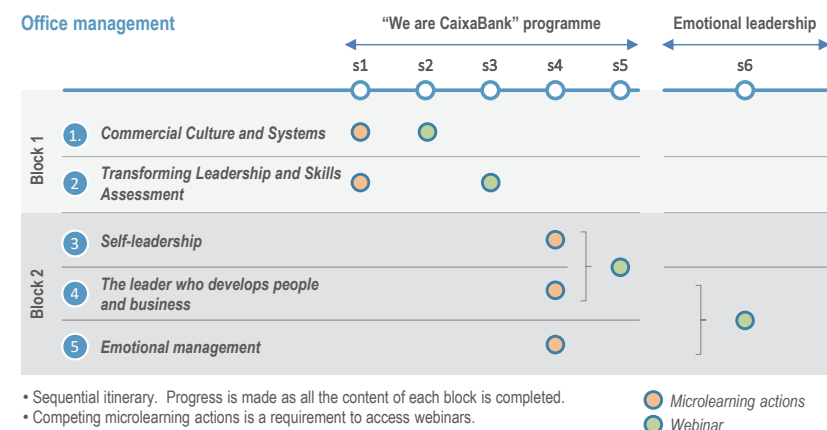 Office management
“We are CaixaBank” programme
Emotional leadership
s1 s2 s3 s4 s5 s6
Block 1
1. Commercial Culture and Systems
2 Transforming Leadership and Skills
Assessment
Block 2
3 Self-leadership
4 The leader who develops people
and business
5 Emotional management
• Sequential itinerary. Progress is made as all the content of each block is completed.
• Competing microlearning actions is a requirement to access webinars.
Microlearning actions
Webinar